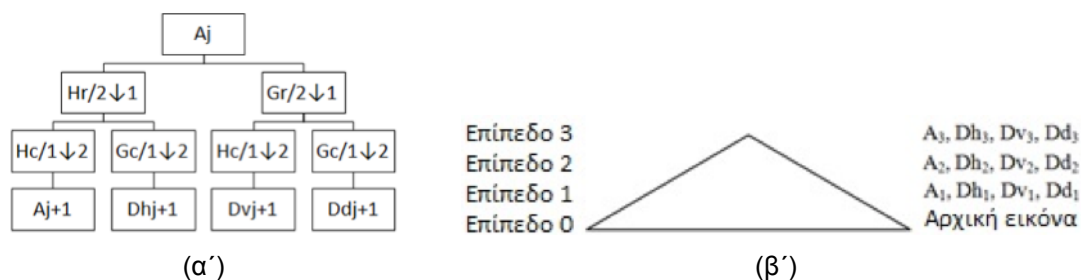 Aj
Hr/2↓1 Gr/2↓1
Hc/1↓2 Gc/1↓2 Hc/1↓2 Gc/1↓2
Aj+1 Dhj+1 Dvj+1 Ddj+1
(α΄)
Επίπεδο 3 A₃, Dh₃, Dv₃, Dd₃
Επίπεδο 2 A₂, Dh₂, Dv₂, Dd₂
Επίπεδο 1 A₁, Dh₁, Dv₁, Dd₁
Επίπεδο 0 Αρχική εικόνα
(β΄)